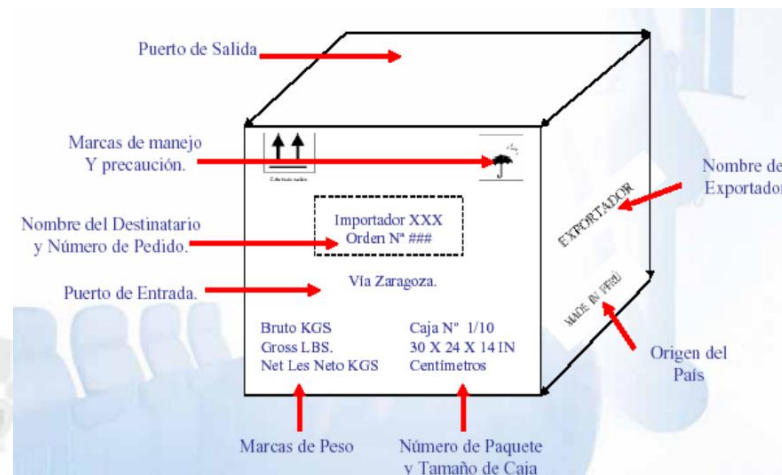 Puerto de Salida
Marcas de manejo
Y precaución.
Nombre del Destinatario
y Número de Pedido.
Importador XXX
Orden Nº ###
Vía Zaragoza.
Puerto de Entrada.
Bruto KGS
Gross LBS.
Net Les Neto KGS
Caja Nº 1/10
30 X 24 X 14 IN
Centímetros
EXPORTADOR
MADE IN PERÚ
Nombre de
Exportador
Origen del
País
Marcas de Peso
Número de Paquete
y Tamaño de Caja